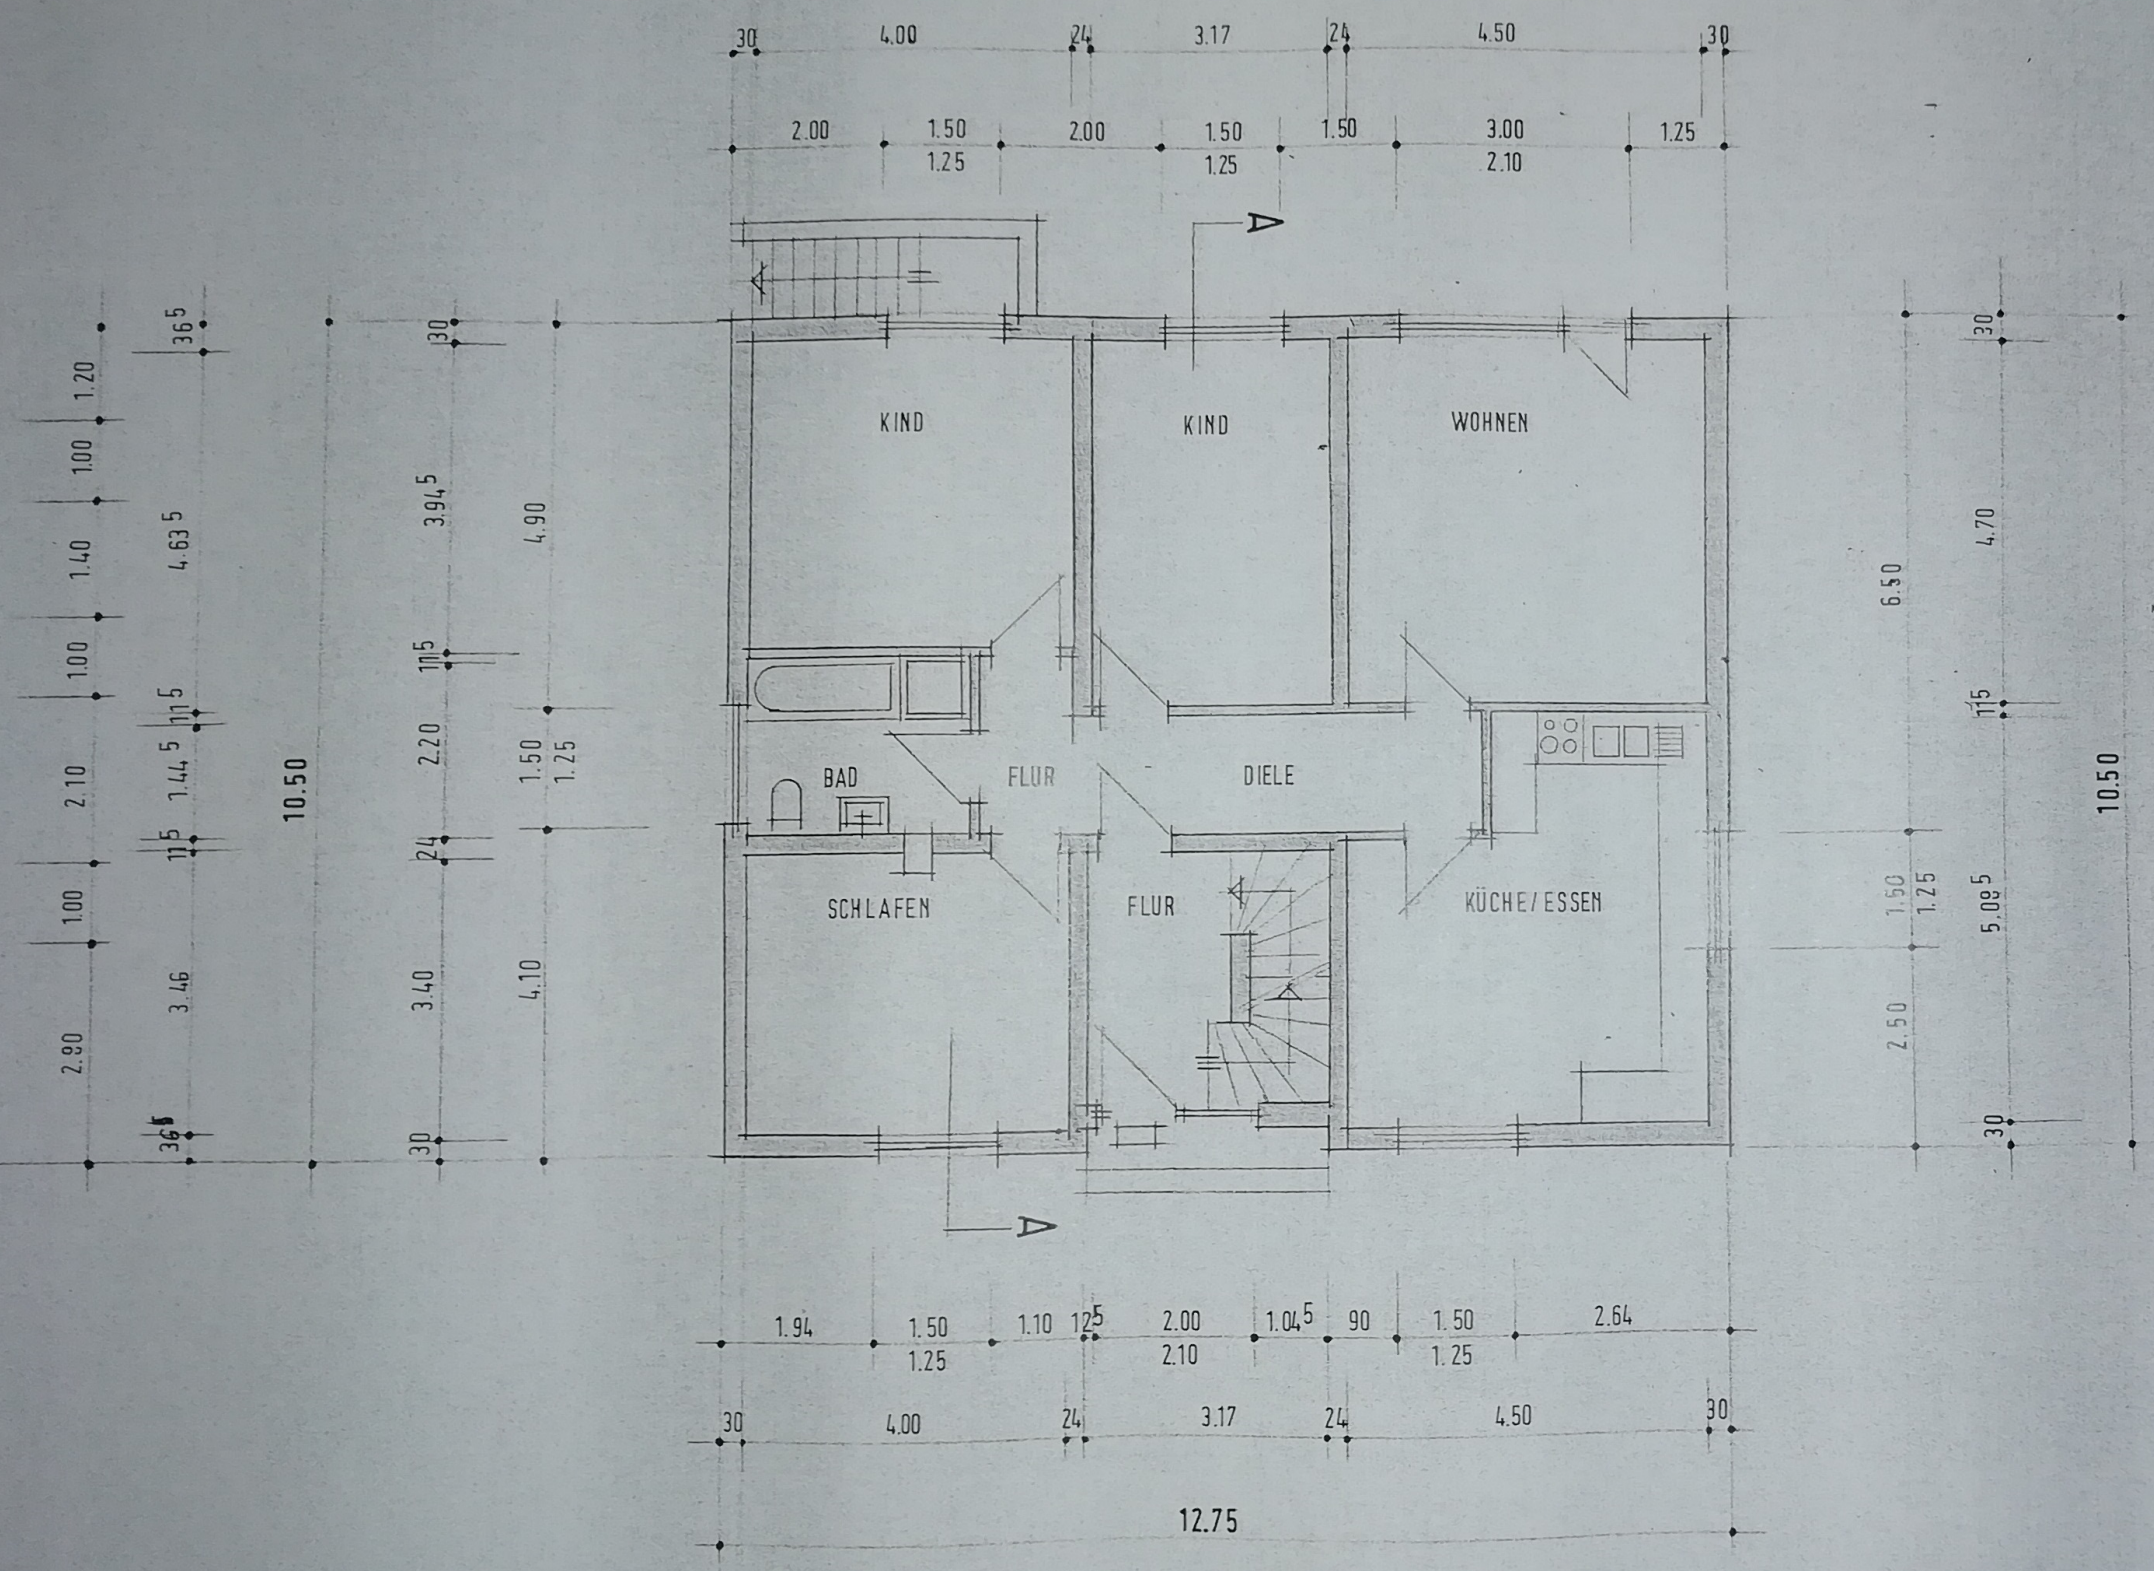 30 4.00 24 3.17 24 4.50 30
2.00 1.50 2.00 1.50 1.50 3.00 1.25
1.25 1.25 2.10
A
KIND KIND WOHNEN
BAD FLUR DIELE
SCHLAFEN FLUR KÜCHE/ESSEN
A
1.20 1.00 1.40 1.00 2.10 1.00 2.90
36⁵ 4.63⁵ 11⁵ 1.44⁵ 11⁵ 3.46 36⁵
10.50
30 3.94⁵ 11⁵ 2.20 24 3.40 30
4.90 1.50 4.10
1.25
6.50 1.50 2.50
1.25
30 4.70 11⁵ 5.09⁵ 30
10.50
1.94 1.50 1.10 12⁵ 2.00 1.04⁵ 90 1.50 2.64
1.25 2.10 1.25
30 4.00 24 3.17 24 4.50 30
12.75